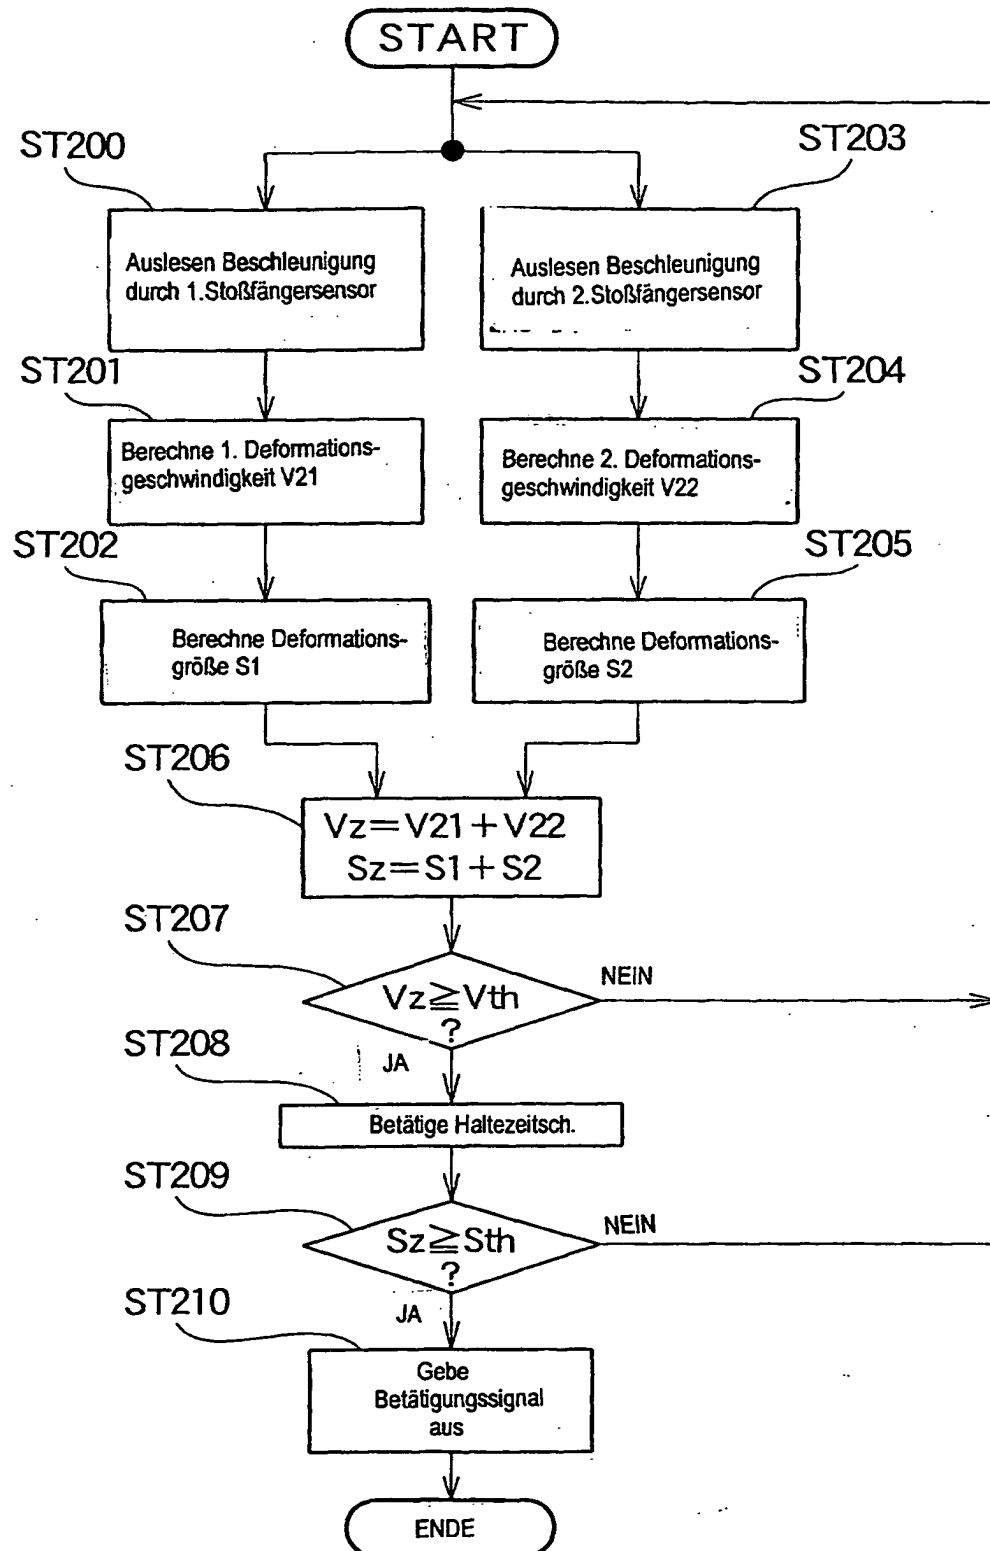 START
ST200
ST203
Auslesen Beschleunigung
durch 1.Stoßfängersensor
Auslesen Beschleunigung
durch 2.Stoßfängersensor
ST201
ST204
Berechne 1. Deformations-
geschwindigkeit V21
Berechne 2. Deformations-
geschwindigkeit V22
ST202
ST205
Berechne Deformations-
größe S1
Berechne Deformations-
größe S2
ST206
Vz=V21+V22
Sz=S1+S2
ST207
Vz≧Vth
?
NEIN
JA
ST208
Betätige Haltezeitsch.
ST209
Sz≧Sth
?
NEIN
JA
ST210
Gebe
Betätigungssignal
aus
ENDE